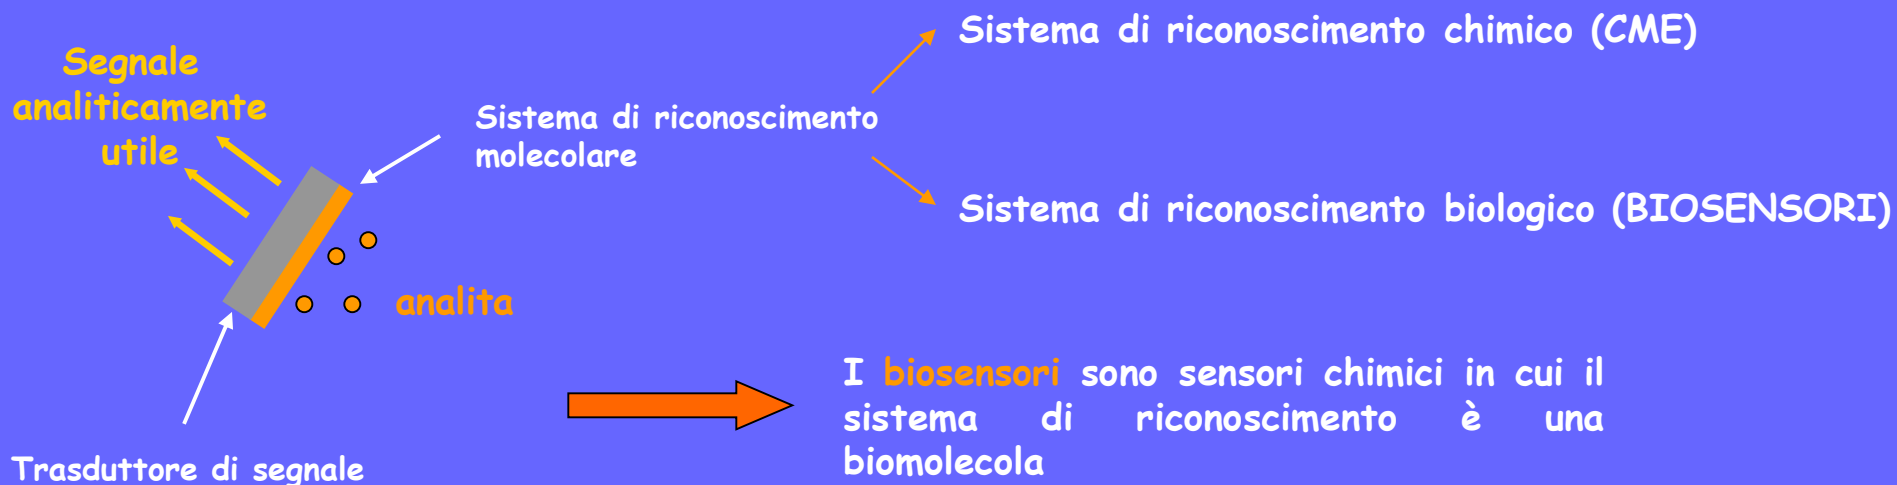 Segnale
analiticamente
utile
Sistema di riconoscimento
molecolare
Sistema di riconoscimento chimico (CME)
Sistema di riconoscimento biologico (BIOSENSORI)
analita
Trasduttore di segnale
I biosensori sono sensori chimici in cui il
sistema di riconoscimento è una
biomolecola